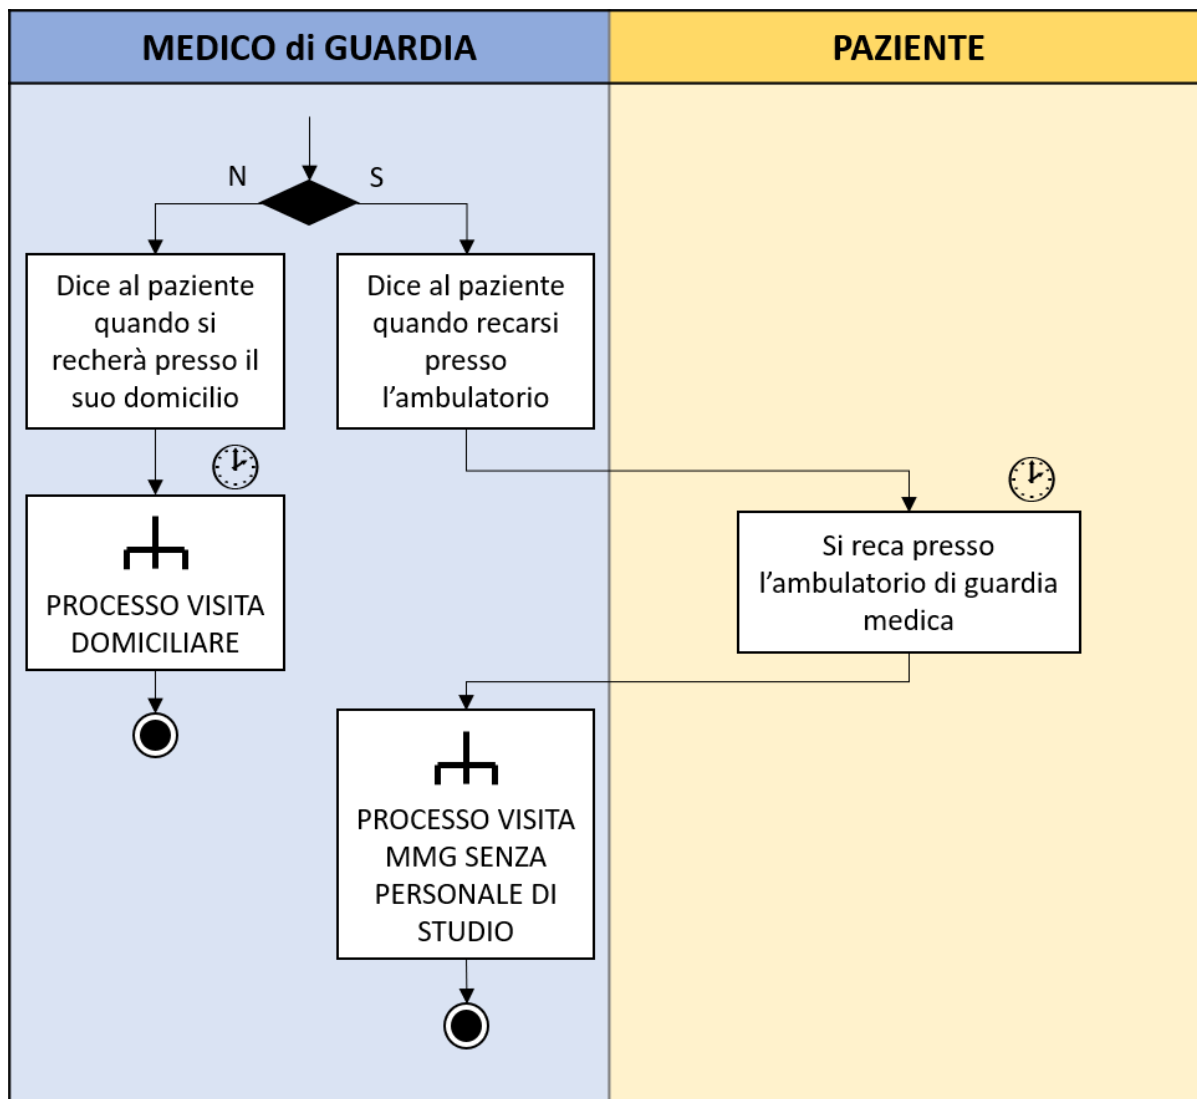 MEDICO di GUARDIA
PAZIENTE
N
S
Dice al paziente
quando si
recherà presso il
suo domicilio
Dice al paziente
quando recarsi
presso
l’ambulatorio
PROCESSO VISITA
DOMICILIARE
Si reca presso
l’ambulatorio di guardia
medica
PROCESSO VISITA
MMG SENZA
PERSONALE DI
STUDIO